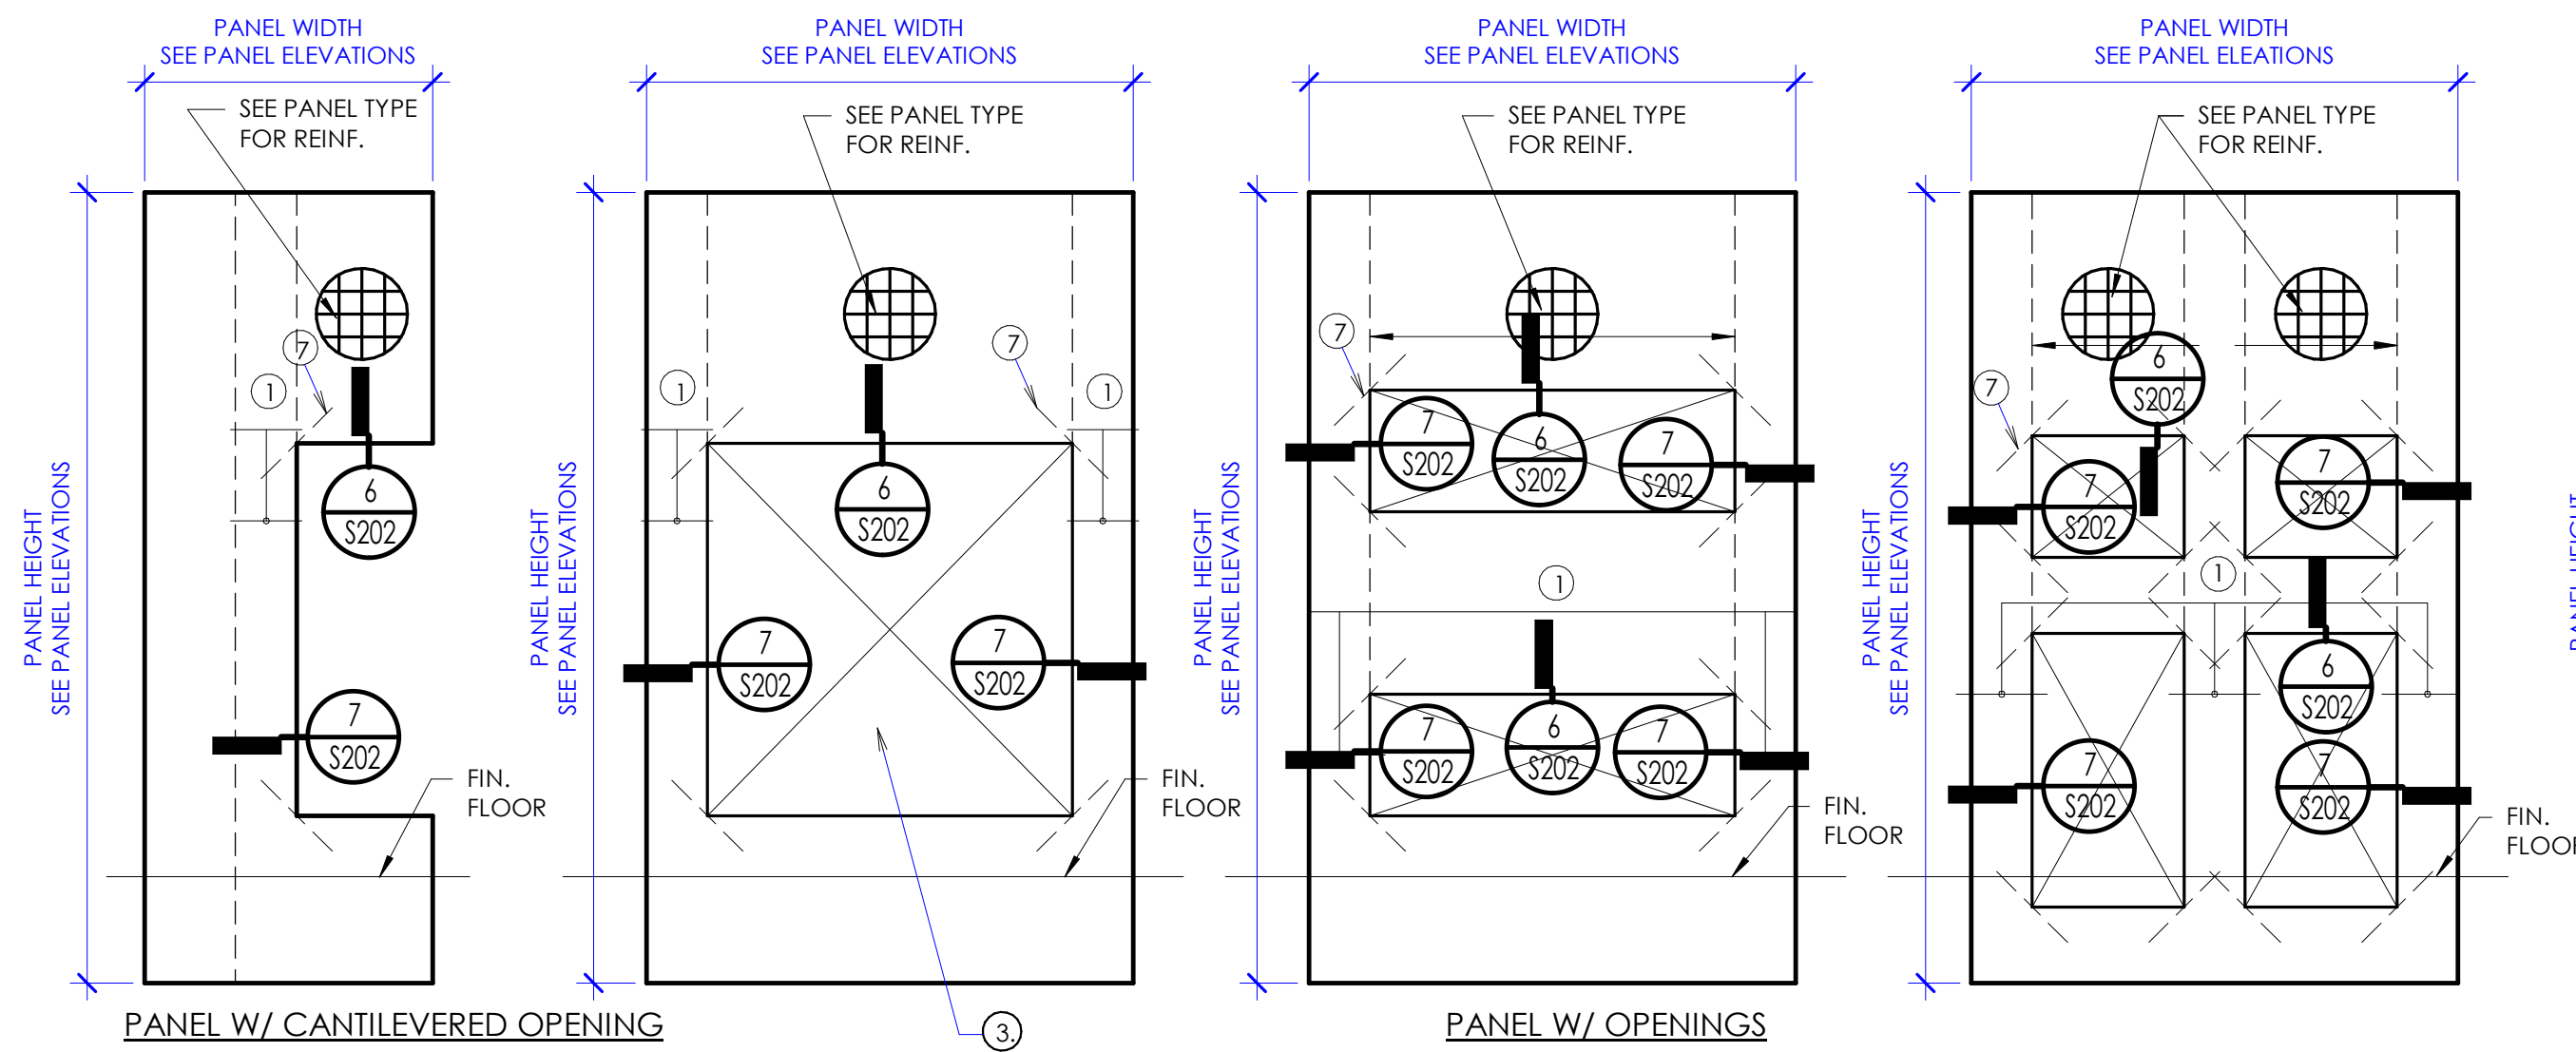 PANEL WIDTH
SEE PANEL ELEVATIONS
PANEL WIDTH
SEE PANEL ELEVATIONS
PANEL WIDTH
SEE PANEL ELEVATIONS
PANEL WIDTH
SEE PANEL ELEATIONS
SEE PANEL TYPE
FOR REINF.
SEE PANEL TYPE
FOR REINF.
SEE PANEL TYPE
FOR REINF.
SEE PANEL TYPE
FOR REINF.
PANEL HEIGHT
SEE PANEL ELEVATIONS
7
1
6
S202
7
S202
FIN.
FLOOR
PANEL HEIGHT
SEE PANEL ELEVATIONS
1
7
1
6
S202
7
S202
7
S202
FIN.
FLOOR
PANEL HEIGHT
SEE PANEL ELEVATIONS
7
7
S202
6
S202
7
S202
1
7
S202
6
S202
7
S202
FIN.
FLOOR
PANEL HEIGHT
SEE PANEL ELEVATIONS
7
6
S202
7
S202
7
S202
1
6
S202
7
S202
7
S202
FIN.
FLOOR
PANEL HEIGHT
PANEL W/ CANTILEVERED OPENING
3.
PANEL W/ OPENINGS